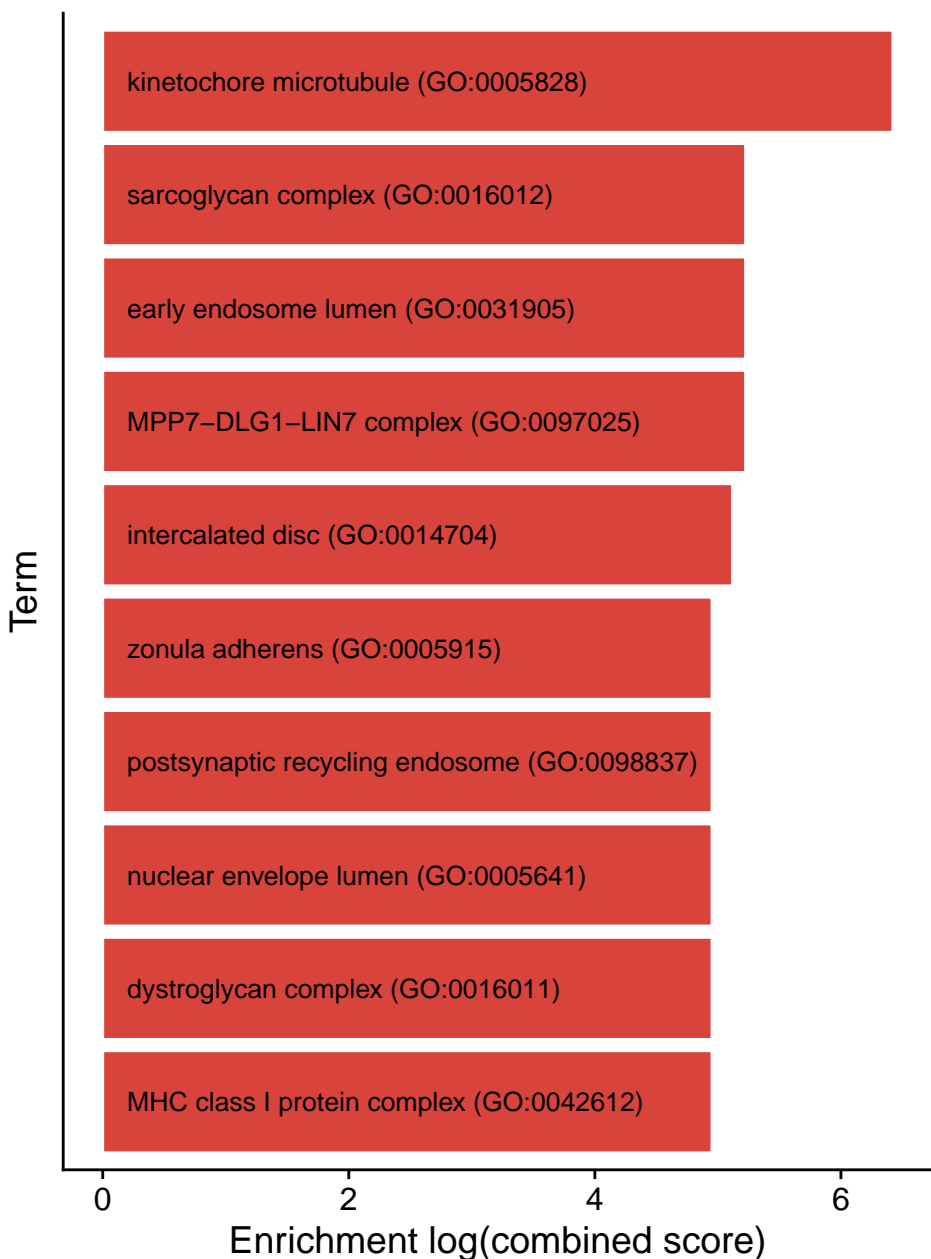 kinetochore microtubule (GO:0005828)
sarcoglycan complex (GO:0016012)
early endosome lumen (GO:0031905)
MPP7−DLG1−LIN7 complex (GO:0097025)
intercalated disc (GO:0014704)
zonula adherens (GO:0005915)
postsynaptic recycling endosome (GO:0098837)
nuclear envelope lumen (GO:0005641)
dystroglycan complex (GO:0016011)
MHC class I protein complex (GO:0042612)
Term
0 2 4 6
Enrichment log(combined score)